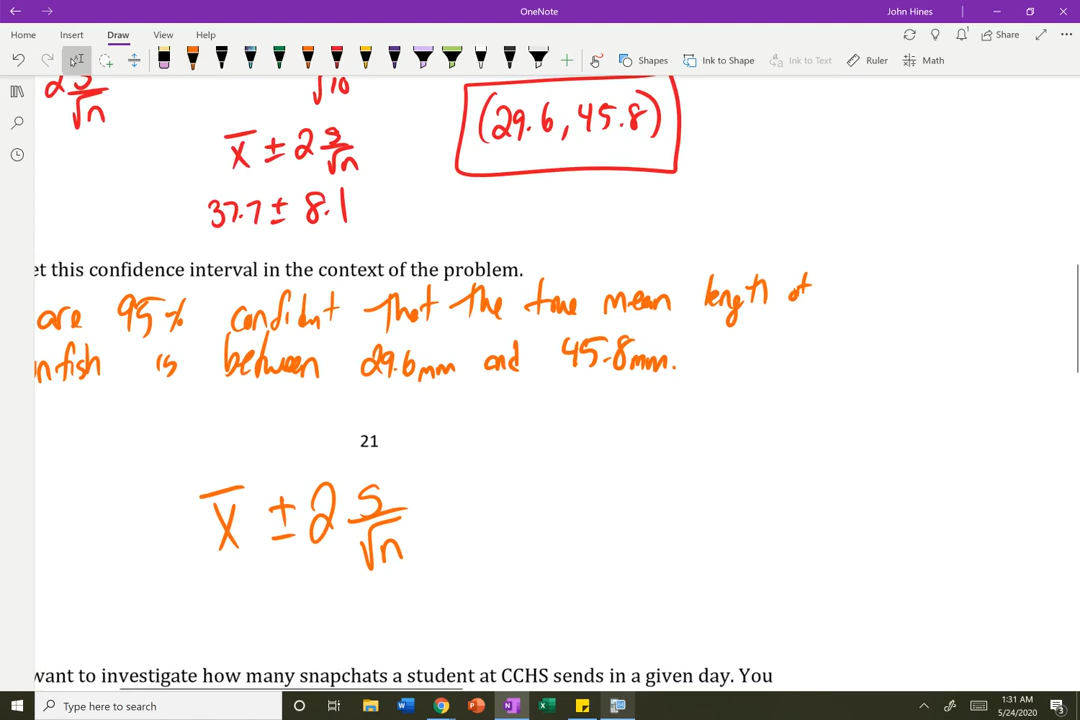 OneNote
John Hines
Home Insert Draw View Help
Share
Shapes Ink to Shape Ink to Text Ruler Math
2 s/√n
√10
(29.6, 45.8)
x̄ ± 2 s/√n
37.7 ± 8.1
et this confidence interval in the context of the problem.
are 95% confident that the true mean length of
nfish is between 29.6mm and 45.8mm.
21
x̄ ± 2 s/√n
want to investigate how many snapchats a student at CCHS sends in a given day. You
Type here to search
1:31 AM
5/24/2020
3